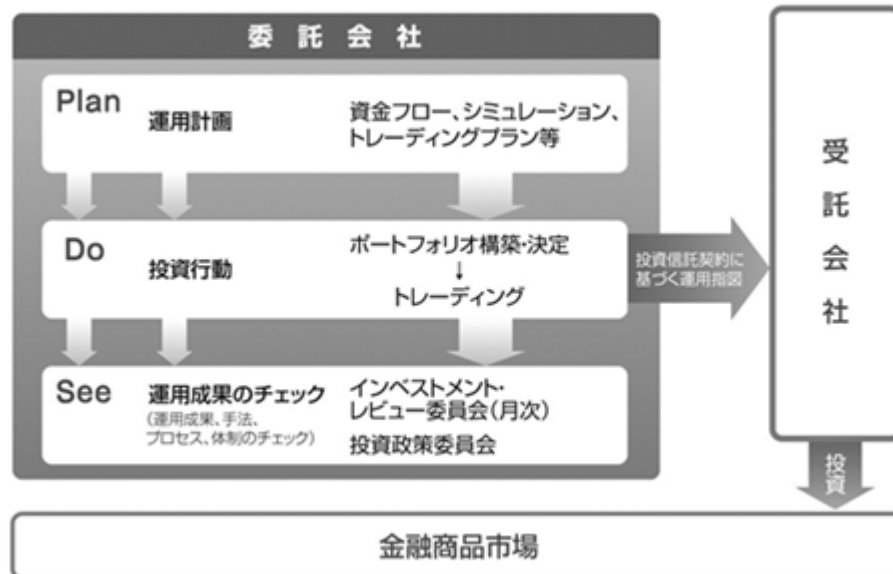 委託会社
Plan
運用計画
資金フロー、シミュレーション、
トレーディングプラン等
Do
投資行動
ポートフォリオ構築・決定
↓
トレーディング
See
運用成果のチェック
(運用成果、手法、
プロセス、体制のチェック)
インベストメント・
レビュー委員会(月次)
投資政策委員会
投資信託契約に
基づく運用指図
受託会社
投資
金融商品市場